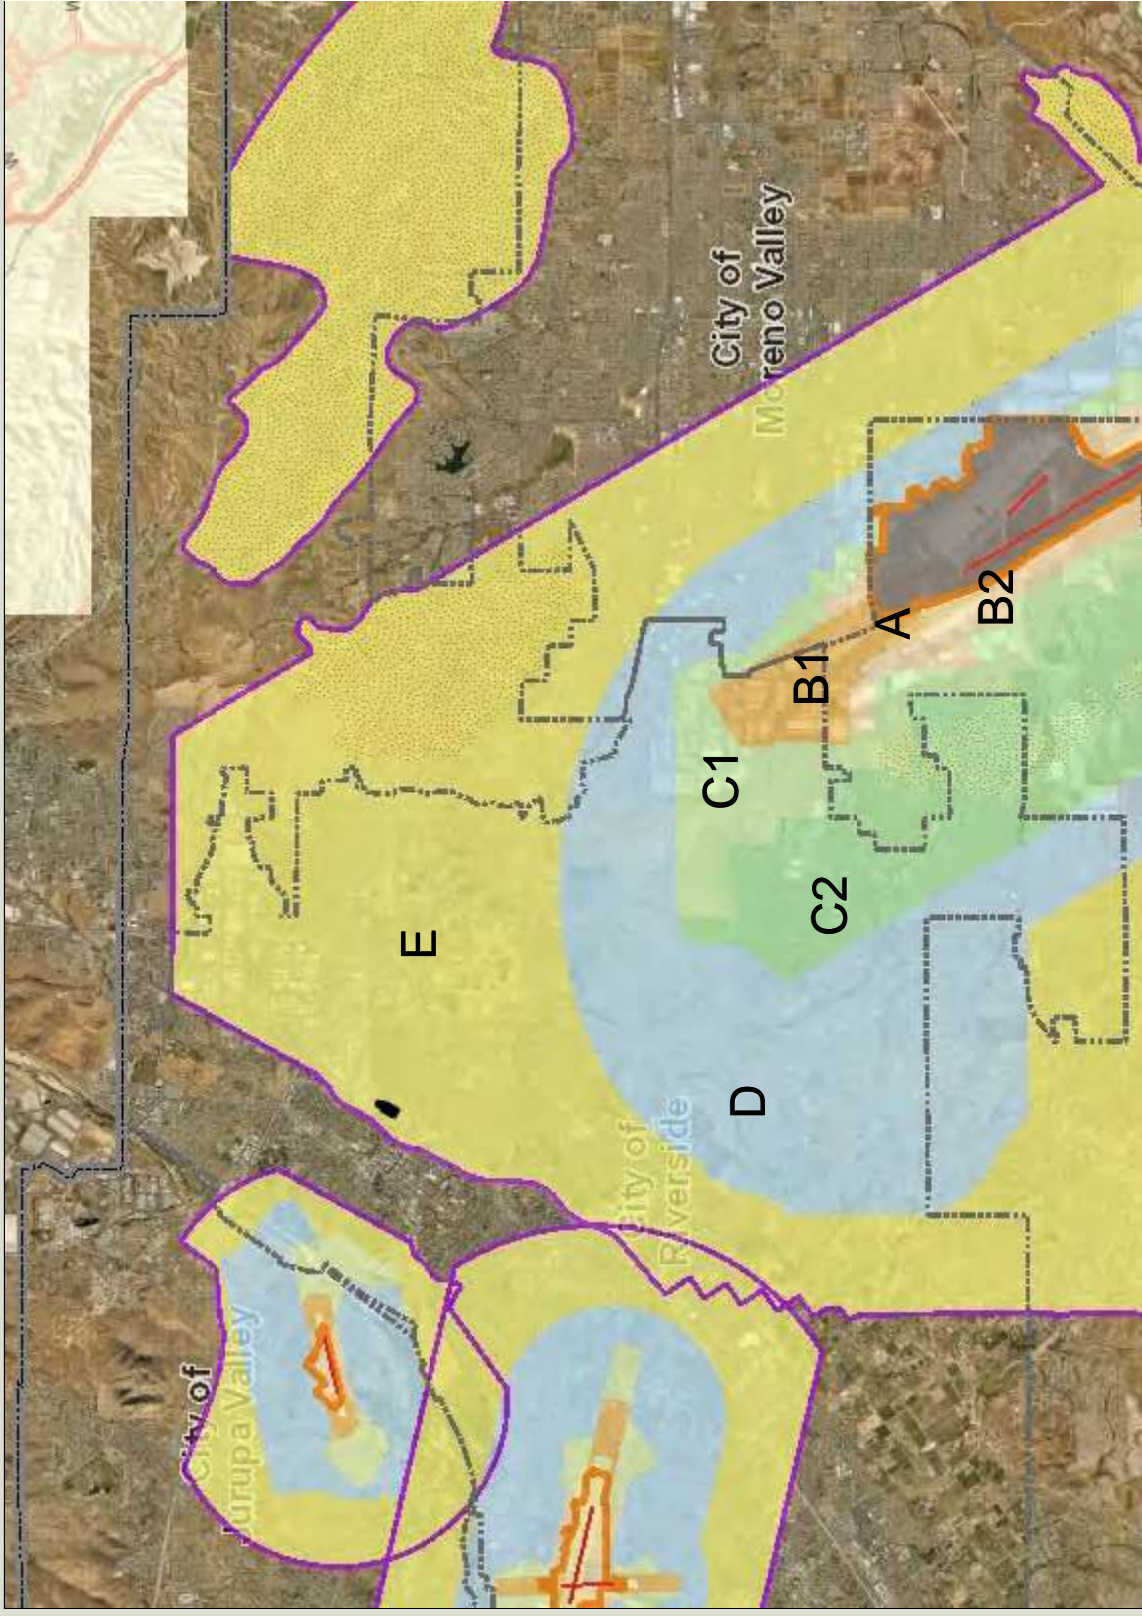 City of
Moreno Valley
B2
A
B1
C1
C2
E
D
City of
Riverside
City of
Jurupa Valley